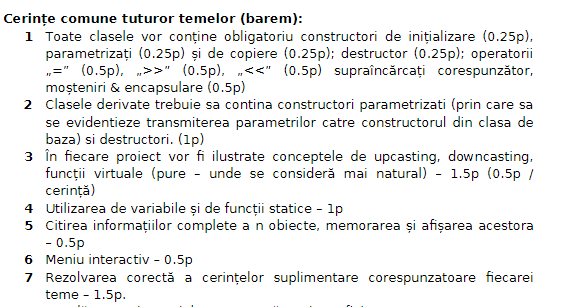 Cerințe comune tuturor temelor (barem):
1 Toate clasele vor conține obligatoriu constructori de inițializare (0.25p),
parametrizați (0.25p) și de copiere (0.25p); destructor (0.25p); operatorii
„=” (0.5p), „>>” (0.5p), „<<” (0.5p) supraîncărcați corespunzător,
moșteniri & encapsulare (0.5p)
2 Clasele derivate trebuie sa contina constructori parametrizati (prin care sa
se evidentieze transmiterea parametrilor catre constructorul din clasa de
baza) si destructori. (1p)
3 În fiecare proiect vor fi ilustrate conceptele de upcasting, downcasting,
funcții virtuale (pure – unde se consideră mai natural) – 1.5p (0.5p /
cerință)
4 Utilizarea de variabile și de funcții statice – 1p
5 Citirea informațiilor complete a n obiecte, memorarea și afișarea acestora
– 0.5p
6 Meniu interactiv – 0.5p
7 Rezolvarea corectă a cerințelor suplimentare corespunzatoare fiecarei
teme – 1.5p.